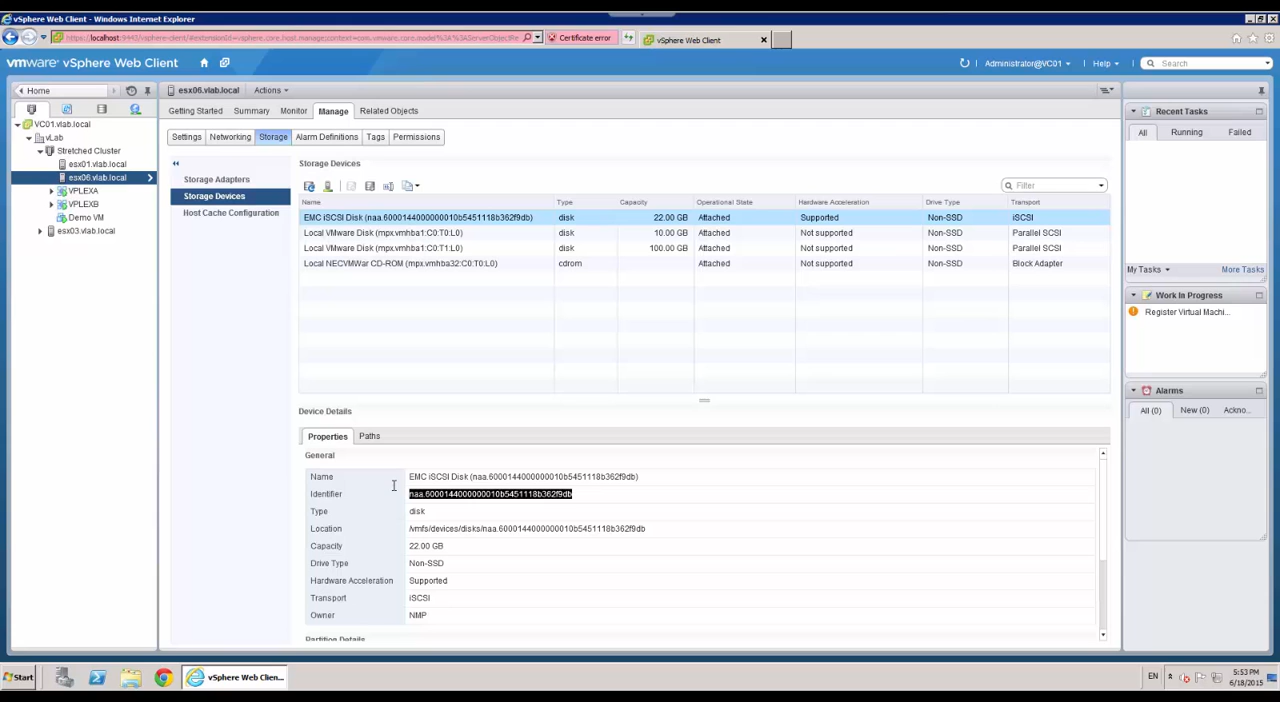 vSphere Web Client - Windows Internet Explorer
Certificate error
vSphere Web Client
vmware® vSphere Web Client
Administrator@VC01
Help
Search
Home
esx06.vlab.local
Actions
Getting Started
Summary
Monitor
Manage
Related Objects
Settings
Networking
Storage
Alarm Definitions
Tags
Permissions
VC01.vlab.local
vLab
Stretched Cluster
esx01.vlab.local
esx06.vlab.local
VPLEXA
VPLEXB
Demo VM
esx03.vlab.local
Storage Adapters
Storage Devices
Host Cache Configuration
Storage Devices
Filter
Name Type Capacity Operational State Hardware Acceleration Drive Type Transport
EMC iSCSI Disk (naa.6000144000000010b5451118b362f9db) disk 22.00 GB Attached Supported Non-SSD iSCSI
Local VMware Disk (mpx.vmhba1:C0:T0:L0) disk 10.00 GB Attached Not supported Non-SSD Parallel SCSI
Local VMware Disk (mpx.vmhba1:C0:T1:L0) disk 100.00 GB Attached Not supported Non-SSD Parallel SCSI
Local NECVMWar CD-ROM (mpx.vmhba32:C0:T0:L0) cdrom Attached Not supported Non-SSD Block Adapter
Device Details
Properties
Paths
General
Name EMC iSCSI Disk (naa.6000144000000010b5451118b362f9db)
Identifier naa.6000144000000010b5451118b362f9db
Type disk
Location /vmfs/devices/disks/naa.6000144000000010b5451118b362f9db
Capacity 22.00 GB
Drive Type Non-SSD
Hardware Acceleration Supported
Transport iSCSI
Owner NMP
Partition Details
Recent Tasks
All
Running
Failed
My Tasks
More Tasks
Work In Progress
Register Virtual Machi...
Alarms
All (0)
New (0)
Ackno...
Start
vSphere Web Clien...
EN
5:53 PM
6/18/2015